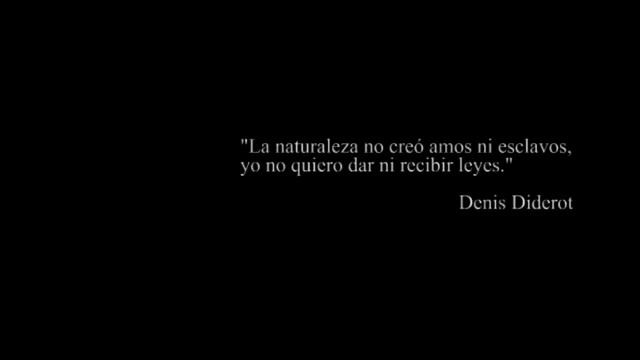 "La naturaleza no creó amos ni esclavos,
yo no quiero dar ni recibir leyes."
Denis Diderot